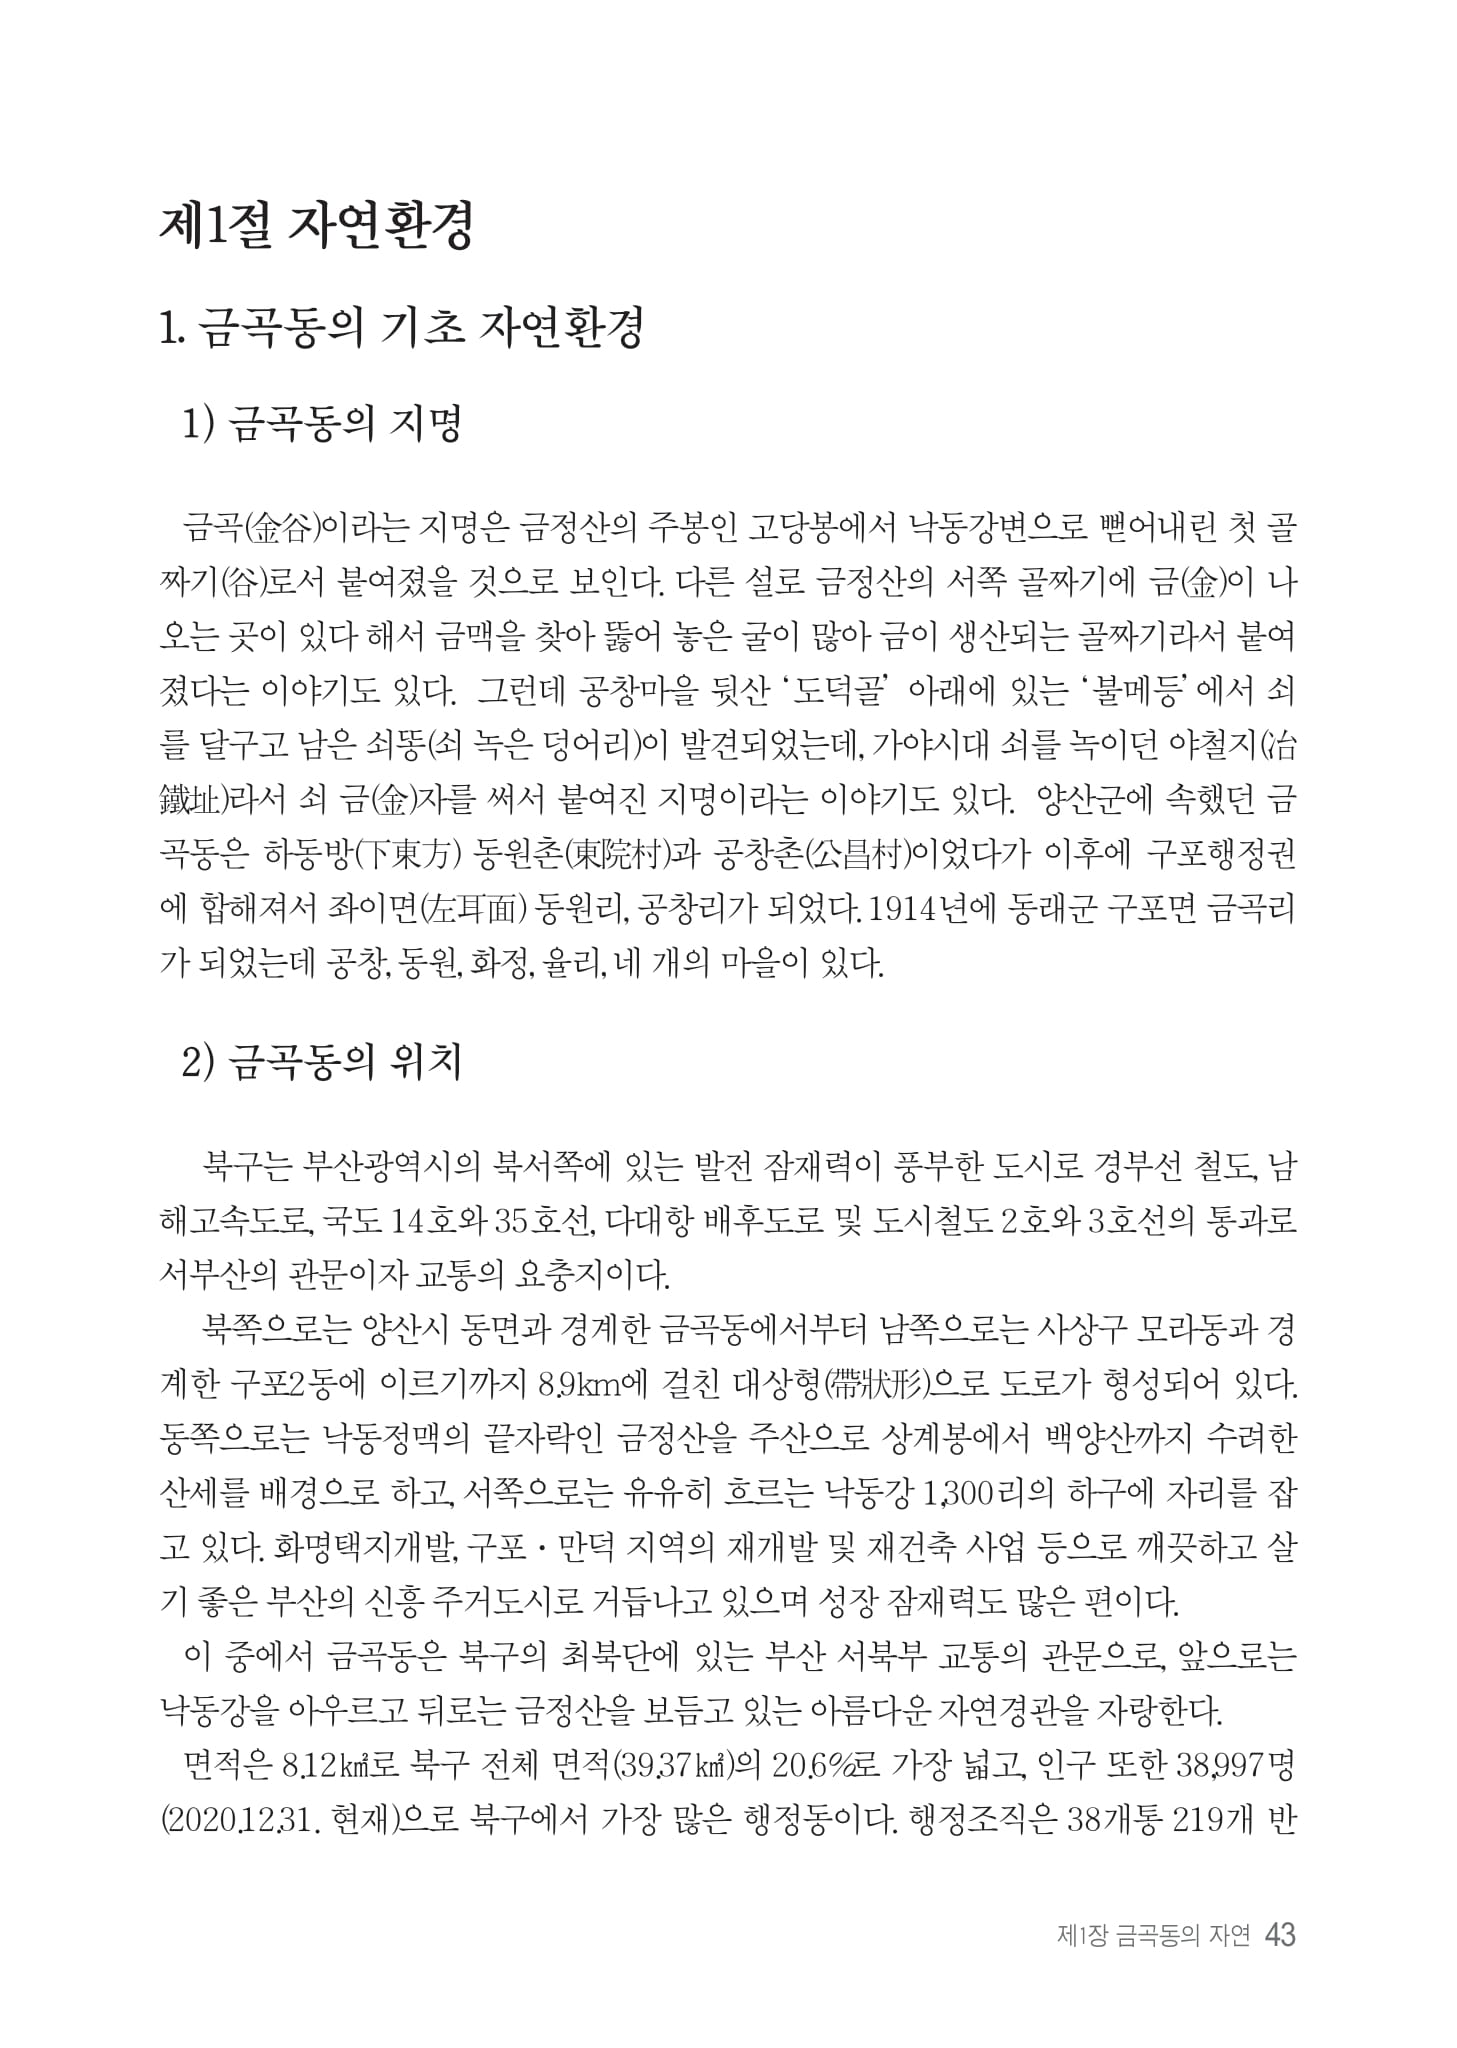 제1절 자연환경
1. 금곡동의 기초 자연환경
1) 금곡동의 지명
금곡(金谷)이라는 지명은 금정산의 주봉인 고당봉에서 낙동강변으로 뻗어내린 첫 골
짜기(谷)로서 붙여졌을 것으로 보인다. 다른 설로 금정산의 서쪽 골짜기에 금(金)이 나
오는 곳이 있다 해서 금맥을 찾아 뚫어 놓은 굴이 많아 금이 생산되는 골짜기라서 붙여
졌다는 이야기도 있다. 그런데 공창마을 뒷산 ‘도덕골’ 아래에 있는 ‘불메등’에서 쇠
를 달구고 남은 쇠똥(쇠 녹은 덩어리)이 발견되었는데, 가야시대 쇠를 녹이던 야철지(冶
鐵址)라서 쇠 금(金)자를 써서 붙여진 지명이라는 이야기도 있다. 양산군에 속했던 금
곡동은 하동방(下東方) 동원촌(東院村)과 공창촌(公昌村)이었다가 이후에 구포행정권
에 합해져서 좌이면(左耳面) 동원리, 공창리가 되었다. 1914년에 동래군 구포면 금곡리
가 되었는데 공창, 동원, 화정, 율리, 네 개의 마을이 있다.
2) 금곡동의 위치
북구는 부산광역시의 북서쪽에 있는 발전 잠재력이 풍부한 도시로 경부선 철도, 남
해고속도로, 국도 14호와 35호선, 다대항 배후도로 및 도시철도 2호와 3호선의 통과로
서부산의 관문이자 교통의 요충지이다.
북쪽으로는 양산시 동면과 경계한 금곡동에서부터 남쪽으로는 사상구 모라동과 경
계한 구포2동에 이르기까지 8.9km에 걸친 대상형(帶狀形)으로 도로가 형성되어 있다.
동쪽으로는 낙동정맥의 끝자락인 금정산을 주산으로 상계봉에서 백양산까지 수려한
산세를 배경으로 하고, 서쪽으로는 유유히 흐르는 낙동강 1,300리의 하구에 자리를 잡
고 있다. 화명택지개발, 구포・만덕 지역의 재개발 및 재건축 사업 등으로 깨끗하고 살
기 좋은 부산의 신흥 주거도시로 거듭나고 있으며 성장 잠재력도 많은 편이다.
이 중에서 금곡동은 북구의 최북단에 있는 부산 서북부 교통의 관문으로, 앞으로는
낙동강을 아우르고 뒤로는 금정산을 보듬고 있는 아름다운 자연경관을 자랑한다.
면적은 8.12㎢로 북구 전체 면적(39.37㎢)의 20.6%로 가장 넓고, 인구 또한 38,997명
(2020.12.31. 현재)으로 북구에서 가장 많은 행정동이다. 행정조직은 38개통 219개 반
제1장 금곡동의 자연 43